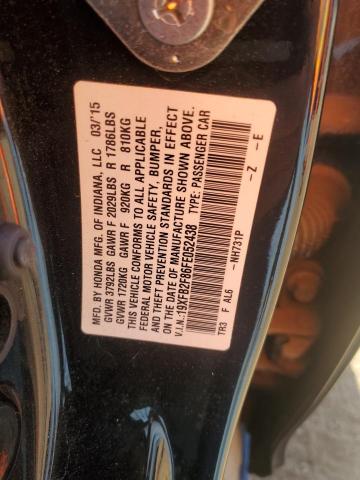 MFD. BY HONDA MFG. OF INDIANA, LLC 03/'15
GVWR 3792LBS GAWR F 2029LBS R 1786LBS
GVWR 1720KG GAWR F 920KG R 810KG
THIS VEHICLE CONFORMS TO ALL APPLICABLE
FEDERAL MOTOR VEHICLE SAFETY, BUMPER,
AND THEFT PREVENTION STANDARDS IN EFFECT
ON THE DATE OF MANUFACTURE SHOWN ABOVE.
V.I.N.:19XFB2F86FE052438 TYPE: PASSENGER CAR
TR3 F AL6 -NH731P -Z -E